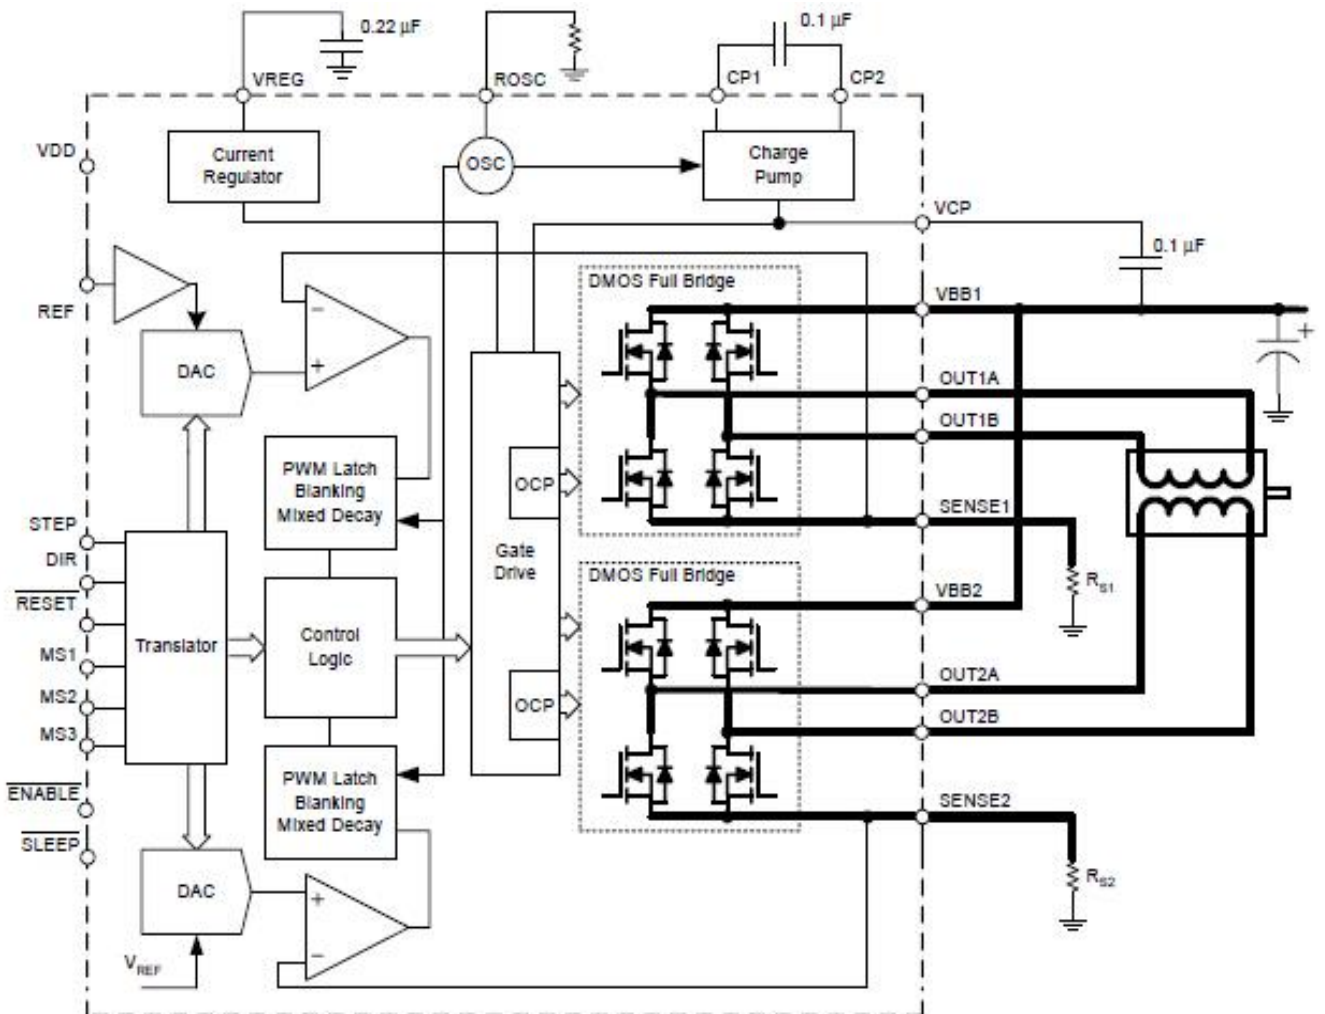 0.22 µF
0.1 µF
VREG
ROSC
CP1
CP2
VDD
Current
Regulator
OSC
Charge
Pump
VCP
0.1 µF
REF
DAC
−
+
DMOS Full Bridge
VBB1
+
OUT1A
OUT1B
PWM Latch
Blanking
Mixed Decay
OCP
SENSE1
RS1
Gate
Drive
DMOS Full Bridge
VBB2
STEP
DIR
RESET
MS1
MS2
MS3
Translator
Control
Logic
OCP
OUT2A
OUT2B
ENABLE
SLEEP
PWM Latch
Blanking
Mixed Decay
SENSE2
RS2
DAC
+
−
VREF